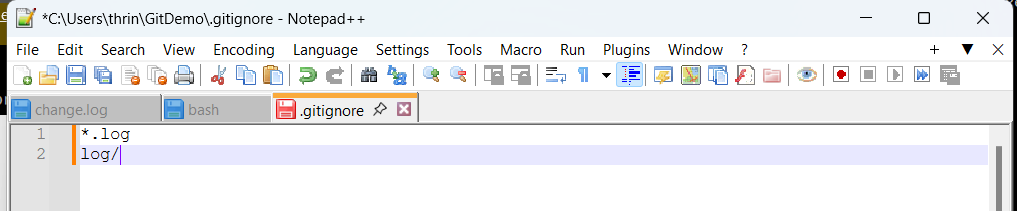 *C:\Users\thrin\GitDemo\.gitignore - Notepad++
File Edit Search View Encoding Language Settings Tools Macro Run Plugins Window ?
change.log bash .gitignore
1 *.log
2 log/